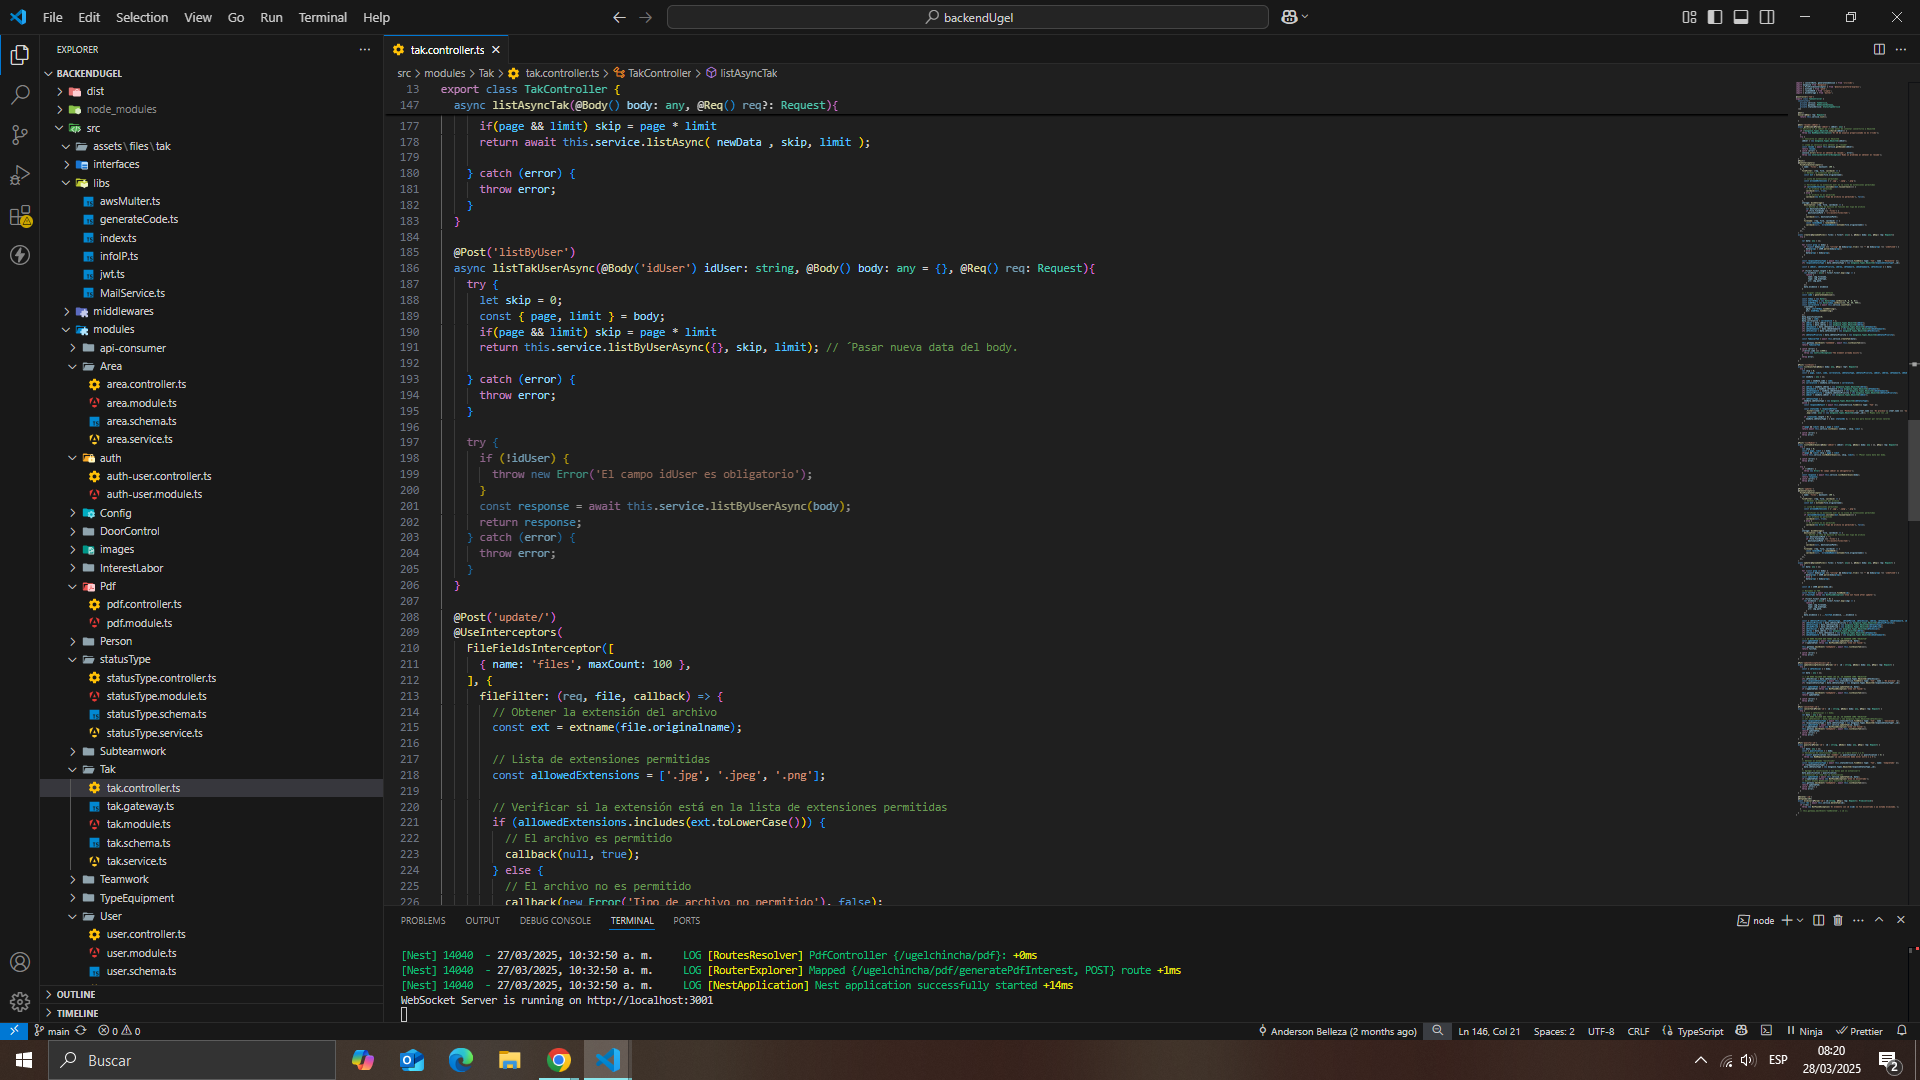 File Edit Selection View Go Run Terminal Help
backendUgel
EXPLORER
BACKENDUGEL
dist
node_modules
src
assets\files\tak
interfaces
libs
awsMulter.ts
generateCode.ts
index.ts
infoIP.ts
jwt.ts
MailService.ts
middlewares
modules
api-consumer
Area
area.controller.ts
area.module.ts
area.schema.ts
area.service.ts
auth
auth-user.controller.ts
auth-user.module.ts
Config
DoorControl
images
InterestLabor
Pdf
pdf.controller.ts
pdf.module.ts
Person
statusType
statusType.controller.ts
statusType.module.ts
statusType.schema.ts
statusType.service.ts
Subteamwork
Tak
tak.controller.ts
tak.gateway.ts
tak.module.ts
tak.schema.ts
tak.service.ts
Teamwork
TypeEquipment
User
user.controller.ts
user.module.ts
user.schema.ts
OUTLINE
TIMELINE
tak.controller.ts
src > modules > Tak > tak.controller.ts > TakController > listAsyncTak
13 export class TakController {
147 async listAsyncTak(@Body() body: any, @Req() req?: Request){
177 if(page && limit) skip = page * limit
178 return await this.service.listAsync( newData , skip, limit );
179
180 } catch (error) {
181 throw error;
182 }
183 }
184
185 @Post('listByUser')
186 async listTakUserAsync(@Body('idUser') idUser: string, @Body() body: any = {}, @Req() req: Request){
187 try {
188 let skip = 0;
189 const { page, limit } = body;
190 if(page && limit) skip = page * limit
191 return this.service.listByUserAsync({}, skip, limit); // ´Pasar nueva data del body.
192
193 } catch (error) {
194 throw error;
195 }
196
197 try {
198 if (!idUser) {
199 throw new Error('El campo idUser es obligatorio');
200 }
201 const response = await this.service.listByUserAsync(body);
202 return response;
203 } catch (error) {
204 throw error;
205 }
206 }
207
208 @Post('update/')
209 @UseInterceptors(
210 FileFieldsInterceptor([
211 { name: 'files', maxCount: 100 },
212 ], {
213 fileFilter: (req, file, callback) => {
214 // Obtener la extensión del archivo
215 const ext = extname(file.originalname);
216
217 // Lista de extensiones permitidas
218 const allowedExtensions = ['.jpg', '.jpeg', '.png'];
219
220 // Verificar si la extensión está en la lista de extensiones permitidas
221 if (allowedExtensions.includes(ext.toLowerCase())) {
222 // El archivo es permitido
223 callback(null, true);
224 } else {
225 // El archivo no es permitido
226 callback(new Error('Tipo de archivo no permitido'), false);
PROBLEMS OUTPUT DEBUG CONSOLE TERMINAL PORTS
node
[Nest] 14040 - 27/03/2025, 10:32:50 a. m. LOG [RoutesResolver] PdfController {/ugelchincha/pdf}: +0ms
[Nest] 14040 - 27/03/2025, 10:32:50 a. m. LOG [RouterExplorer] Mapped {/ugelchincha/pdf/generatePdfInterest, POST} route +1ms
[Nest] 14040 - 27/03/2025, 10:32:50 a. m. LOG [NestApplication] Nest application successfully started +14ms
WebSocket Server is running on http://localhost:3001
main 0 0 Anderson Belleza (2 months ago) Ln 146, Col 21 Spaces: 2 UTF-8 CRLF TypeScript Ninja Prettier
Buscar
ESP
08:20
28/03/2025
2